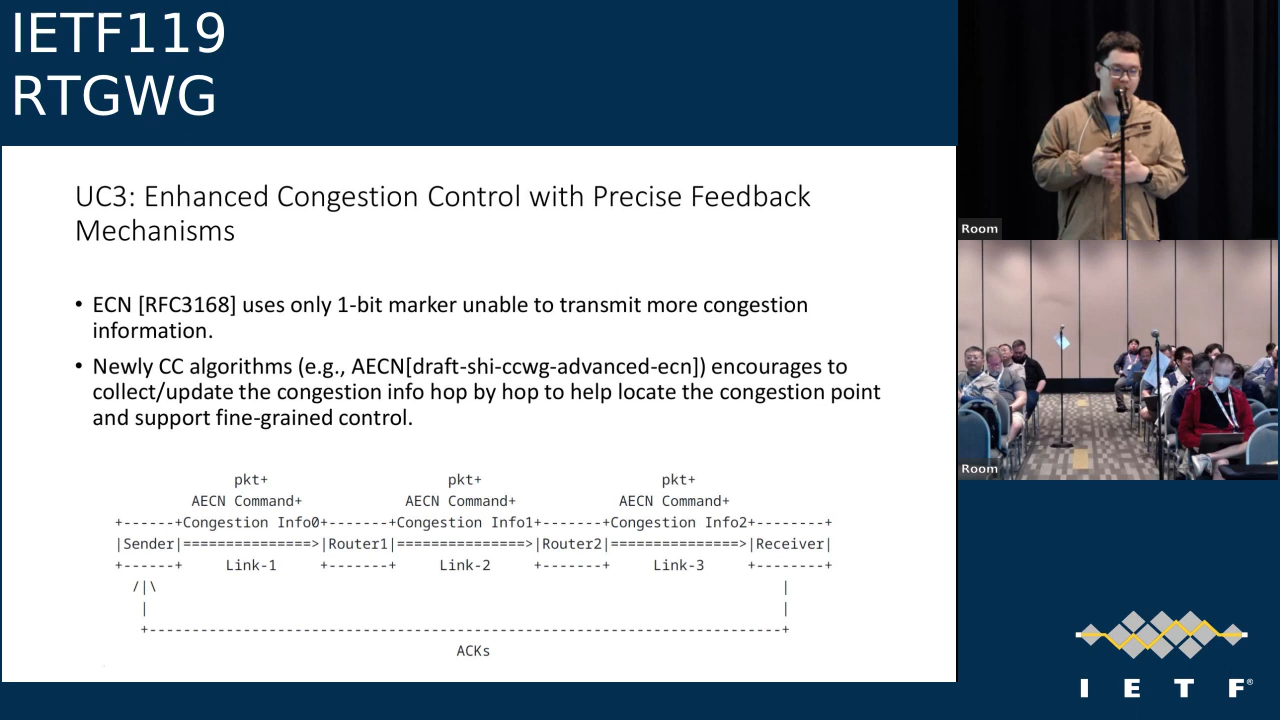 IETF119
RTGWG
UC3: Enhanced Congestion Control with Precise Feedback
Mechanisms
• ECN [RFC3168] uses only 1-bit marker unable to transmit more congestion
information.
• Newly CC algorithms (e.g., AECN[draft-shi-ccwg-advanced-ecn]) encourages to
collect/update the congestion info hop by hop to help locate the congestion point
and support fine-grained control.
pkt+ pkt+ pkt+
AECN Command+ AECN Command+ AECN Command+
+------+Congestion Info0+-------+Congestion Info1+-------+Congestion Info2+--------+
|Sender|===============>|Router1|===============>|Router2|===============>|Receiver|
+------+ Link-1 +-------+ Link-2 +-------+ Link-3 +--------+
/|\ |
| |
+--------------------------------------------------------------------------+
ACKs
Room
Room
I E T F®